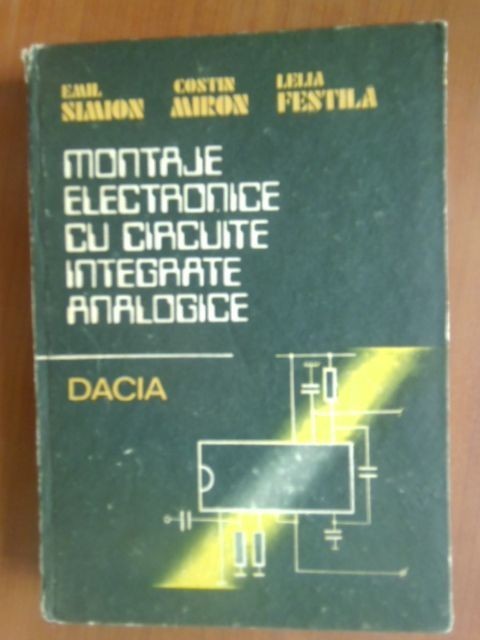 EMIL COSTIN LELIA
SIMION MIRON FESTILA
MONTAJE
ELECTRONICE
CU CIRCUITE
INTEGRATE
ANALOGICE
DACIA